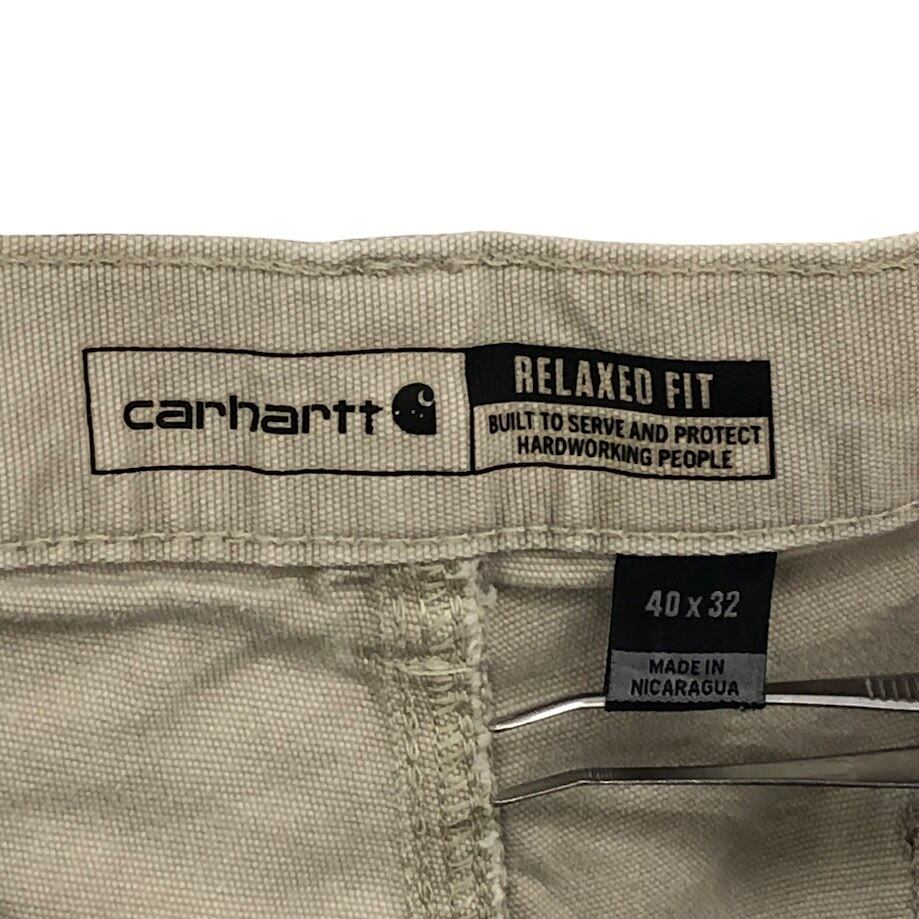 carhartt
RELAXED FIT
BUILT TO SERVE AND PROTECT
HARDWORKING PEOPLE
40 x 32
MADE IN
NICARAGUA